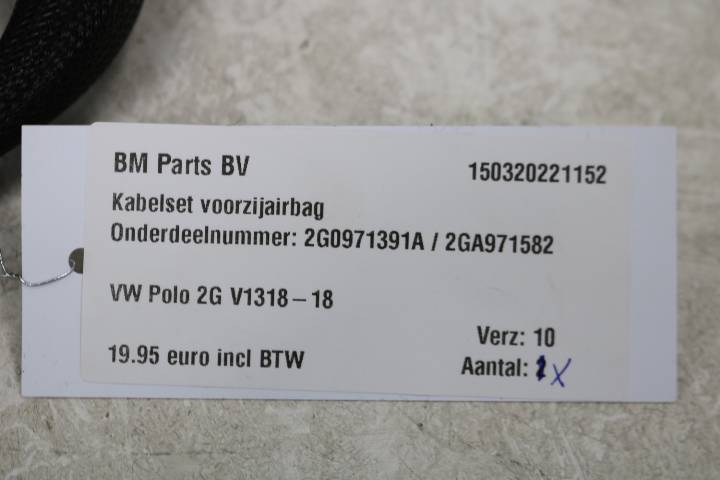 BM Parts BV 150320221152
Kabelset voorzijairbag
Onderdeelnummer: 2G0971391A / 2GA971582
VW Polo 2G V1318 – 18
Verz: 10
19.95 euro incl BTW Aantal: 1x